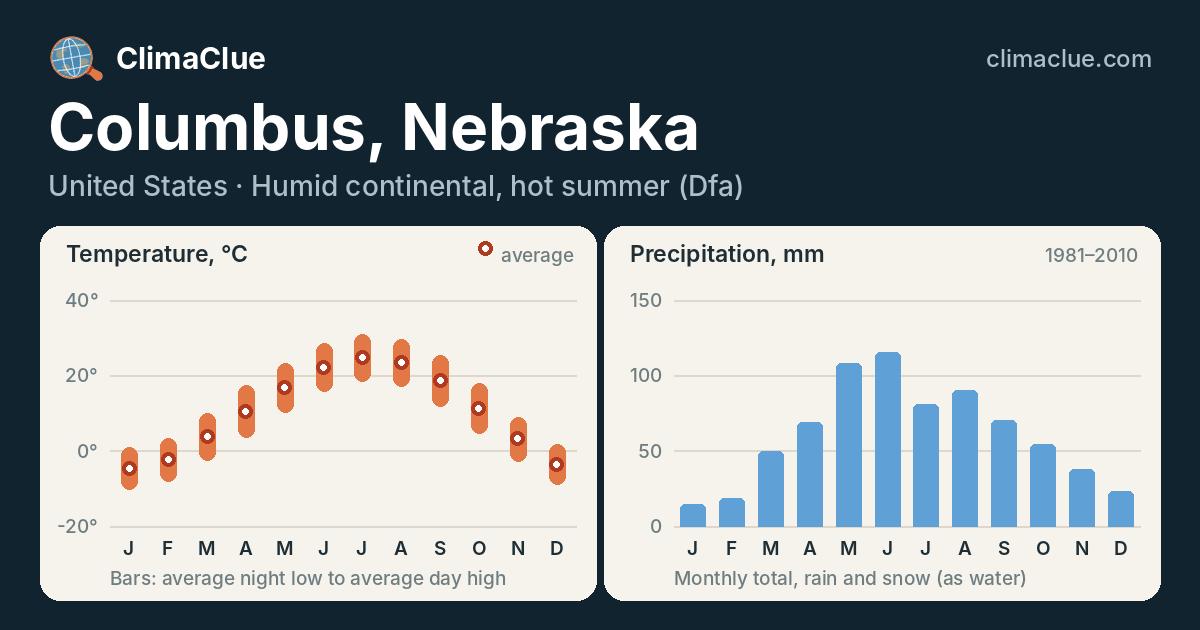 ClimaClue
climaclue.com
Columbus, Nebraska
United States · Humid continental, hot summer (Dfa)
Temperature, °C
average
40°
20°
0°
-20°
J F M A M J J A S O N D
Bars: average night low to average day high
Precipitation, mm
1981–2010
150
100
50
0
J F M A M J J A S O N D
Monthly total, rain and snow (as water)